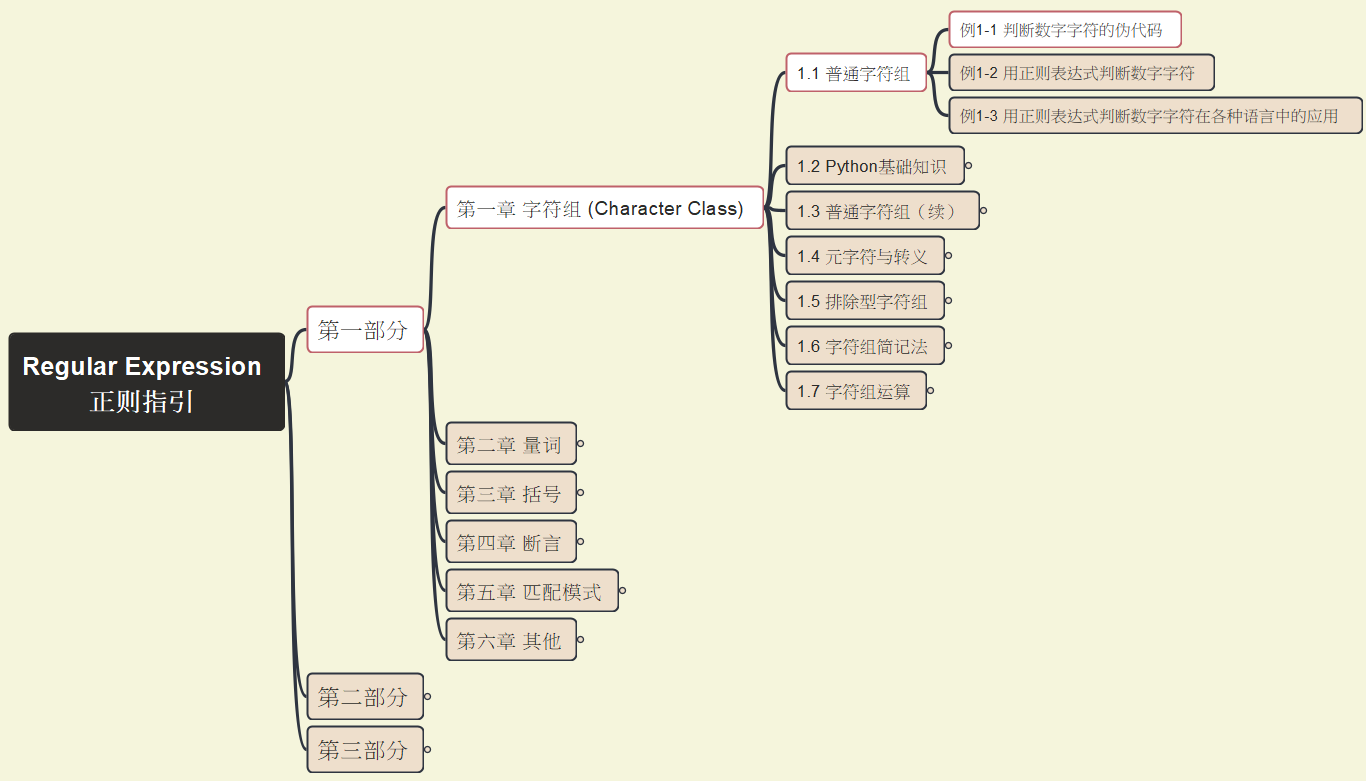 Regular Expression
正则指引
第一部分
第一章 字符组 (Character Class)
1.1 普通字符组
例1-1 判断数字字符的伪代码
例1-2 用正则表达式判断数字字符
例1-3 用正则表达式判断数字字符在各种语言中的应用
1.2 Python基础知识
1.3 普通字符组（续）
1.4 元字符与转义
1.5 排除型字符组
1.6 字符组简记法
1.7 字符组运算
第二章 量词
第三章 括号
第四章 断言
第五章 匹配模式
第六章 其他
第二部分
第三部分